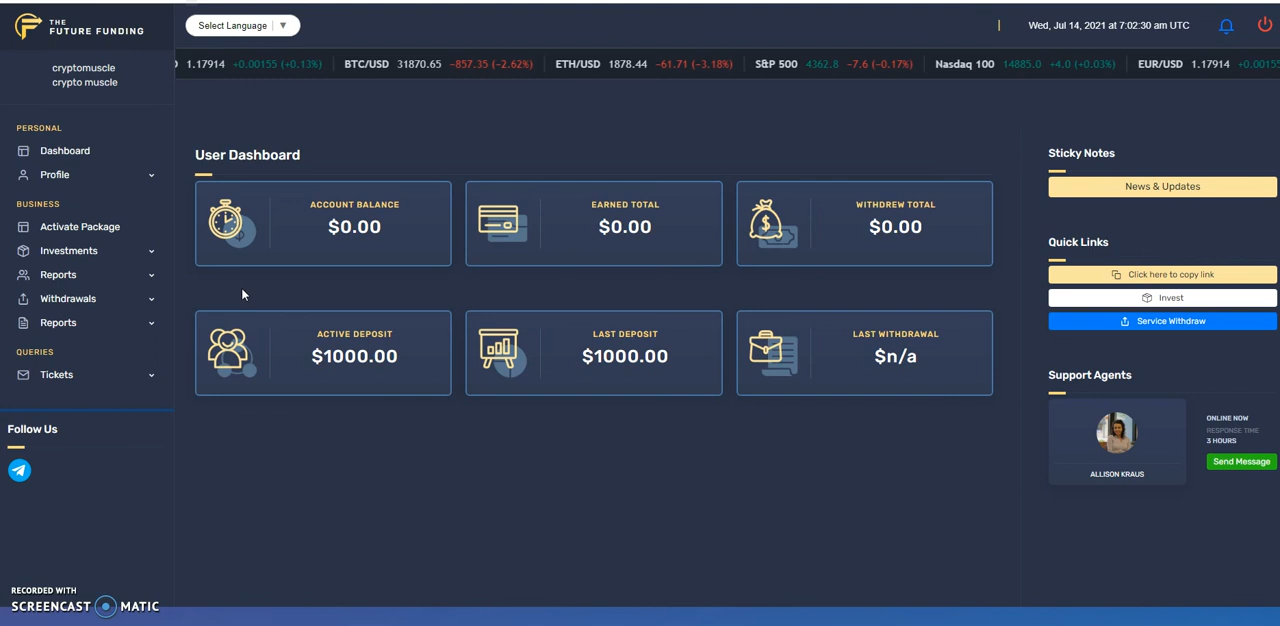 THE
FUTURE FUNDING
Select Language ▼
Wed, Jul 14, 2021 at 7:02:30 am UTC
cryptomuscle
crypto muscle
1.17914 +0.00155 (+0.13%) BTC/USD 31870.65 −857.35 (−2.62%) ETH/USD 1878.44 −61.71 (−3.18%) S&P 500 4362.8 −7.6 (−0.17%) Nasdaq 100 14885.0 +4.0 (+0.03%) EUR/USD 1.17914 +0.00155
PERSONAL
Dashboard
Profile
BUSINESS
Activate Package
Investments
Reports
Withdrawals
Reports
QUERIES
Tickets
Follow Us
User Dashboard
ACCOUNT BALANCE
$0.00
EARNED TOTAL
$0.00
WITHDREW TOTAL
$0.00
ACTIVE DEPOSIT
$1000.00
LAST DEPOSIT
$1000.00
LAST WITHDRAWAL
$n/a
Sticky Notes
News & Updates
Quick Links
Click here to copy link
Invest
Service Withdraw
Support Agents
ALLISON KRAUS
ONLINE NOW
RESPONSE TIME
3 HOURS
Send Message
RECORDED WITH
SCREENCAST MATIC